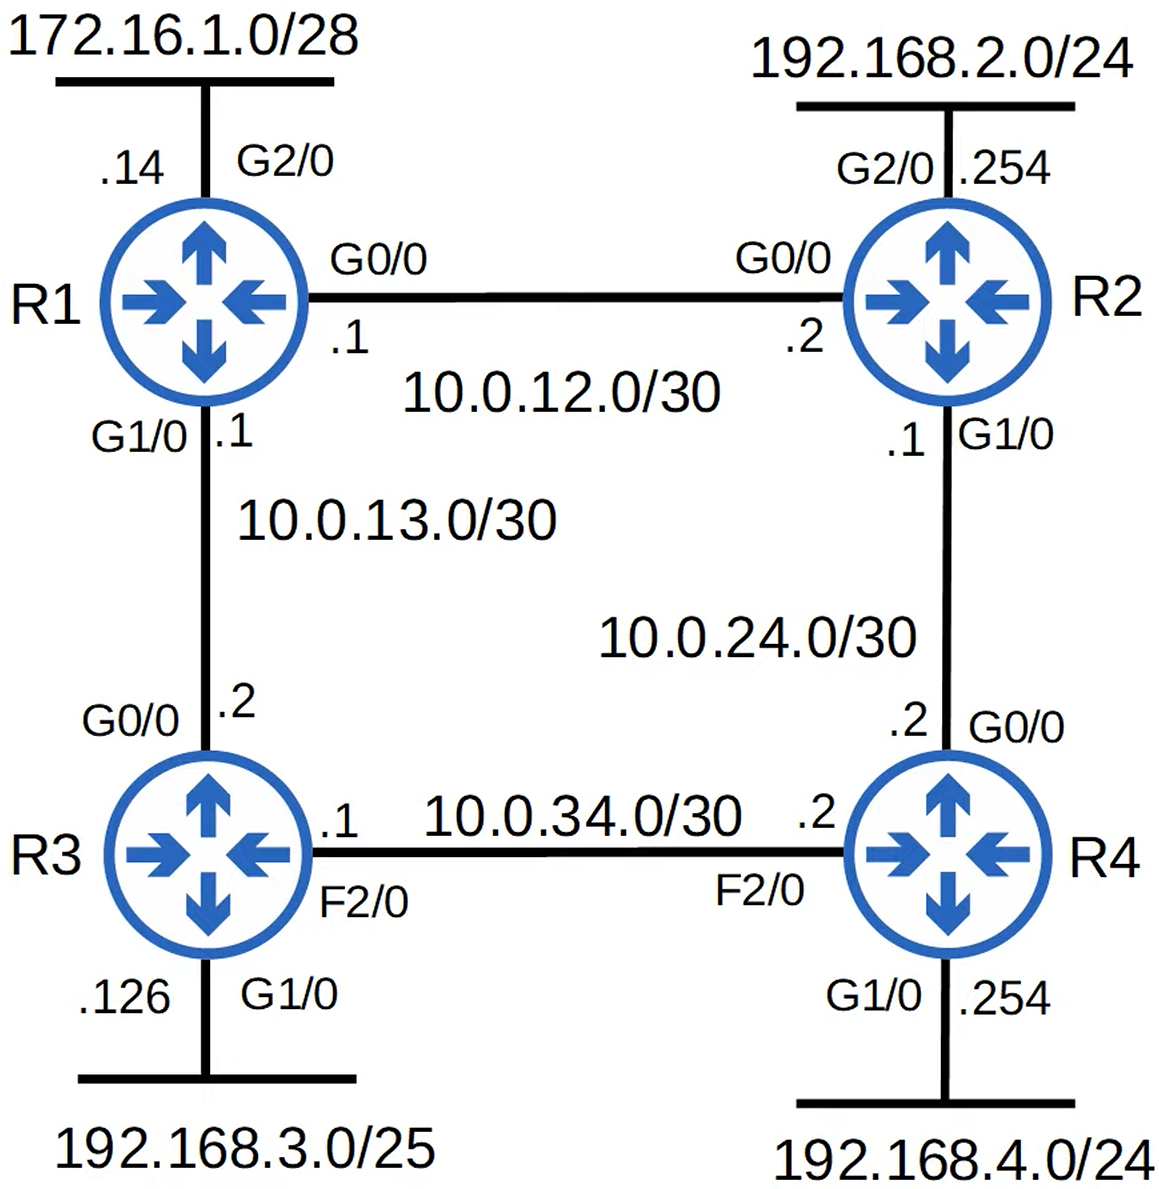 172.16.1.0/28
192.168.2.0/24
.14
G2/0
G2/0
.254
R1
G0/0
G0/0
R2
.1
.2
10.0.12.0/30
G1/0
.1
.1
G1/0
10.0.13.0/30
10.0.24.0/30
G0/0
.2
.2
G0/0
R3
.1
10.0.34.0/30
.2
R4
F2/0
F2/0
.126
G1/0
G1/0
.254
192.168.3.0/25
192.168.4.0/24